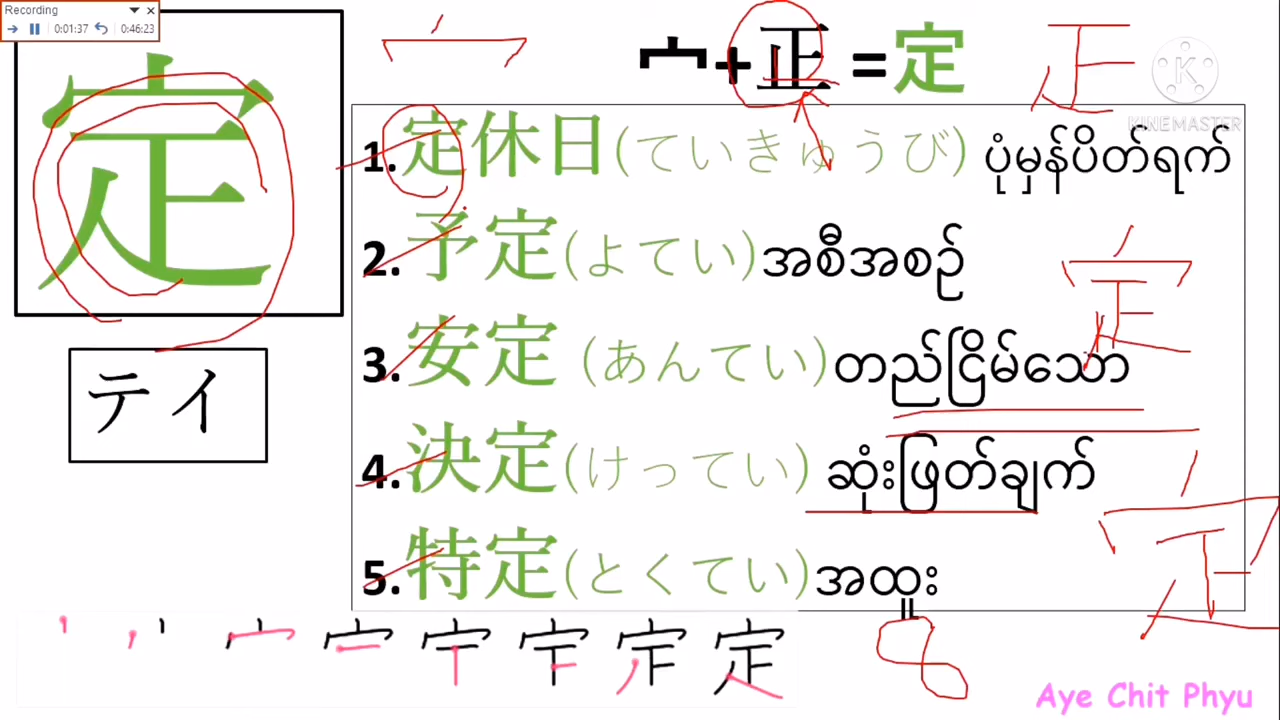 Recording
0:01:37 0:46:23
定
宀+正=定
正
KINEMASTER
1.定休日(ていきゅうび) ပုံမှန်ပိတ်ရက်
2.予定(よてい)အစီအစဉ်
定
3.安定 (あんてい)တည်ငြိမ်သော
テイ
4.決定(けってい) ဆုံးဖြတ်ချက်
定
5.特定(とくてい)အထူး
8
Aye Chit Phyu